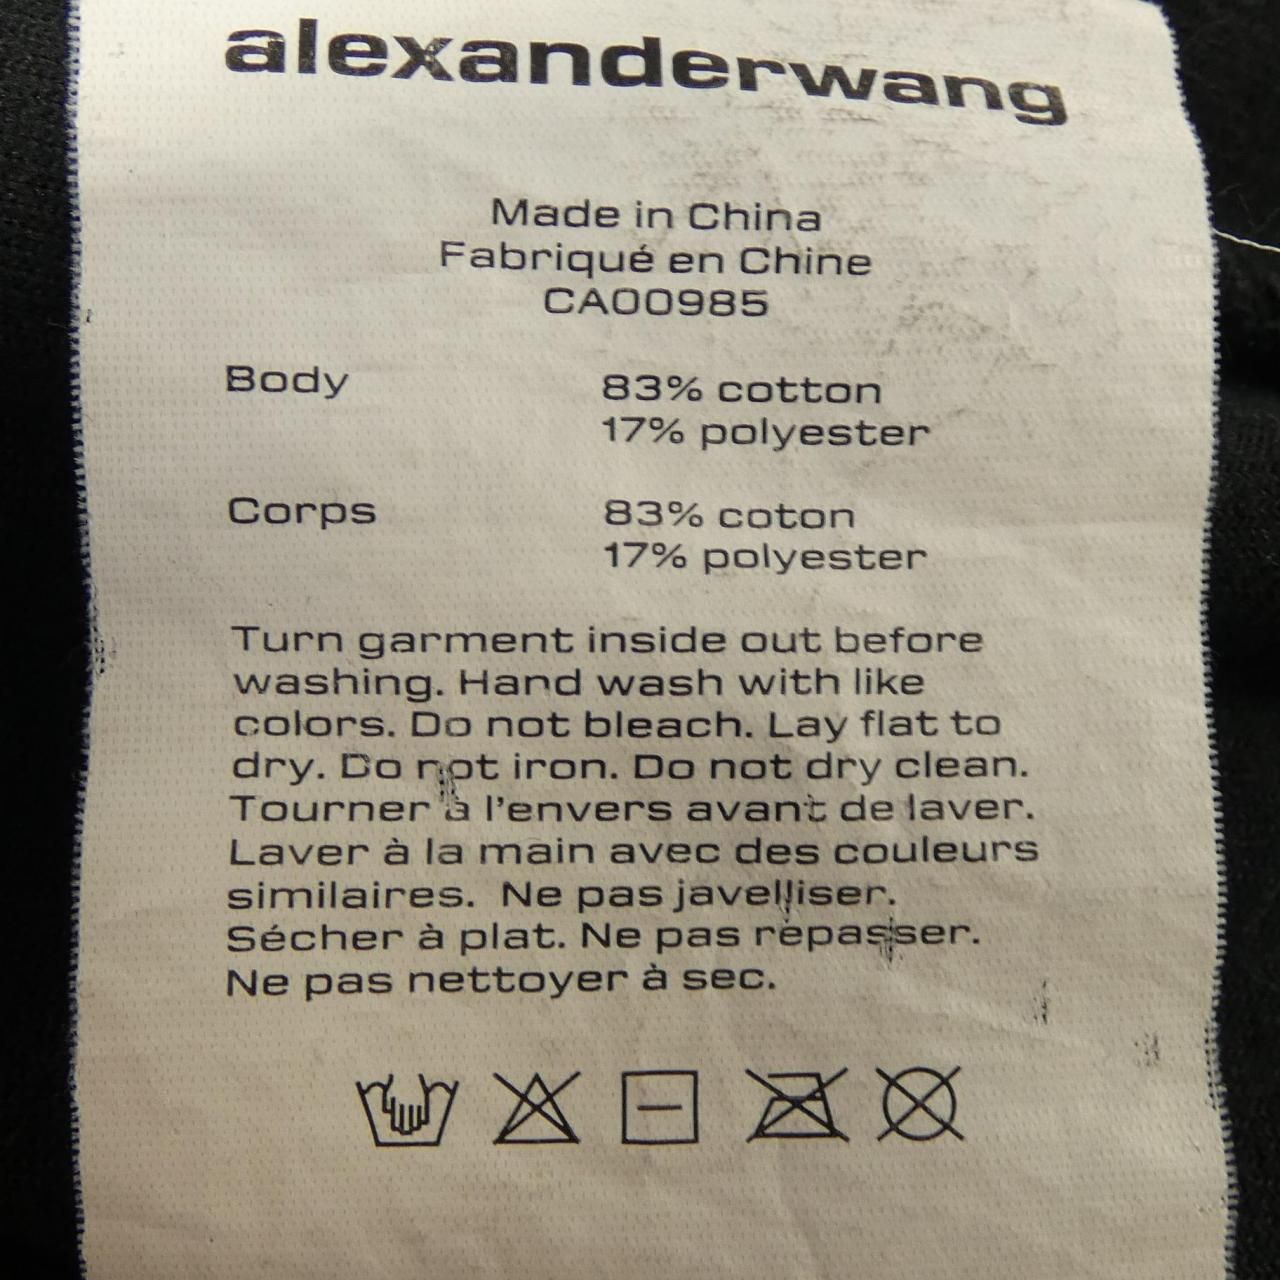 alexanderwang
Made in China
Fabriqué en Chine
CA00985
Body 83% cotton
17% polyester
Corps 83% coton
17% polyester
Turn garment inside out before
washing. Hand wash with like
colors. Do not bleach. Lay flat to
dry. Do not iron. Do not dry clean.
Tourner à l'envers avant de laver.
Laver à la main avec des couleurs
similaires. Ne pas javelliser.
Sécher à plat. Ne pas repasser.
Ne pas nettoyer à sec.